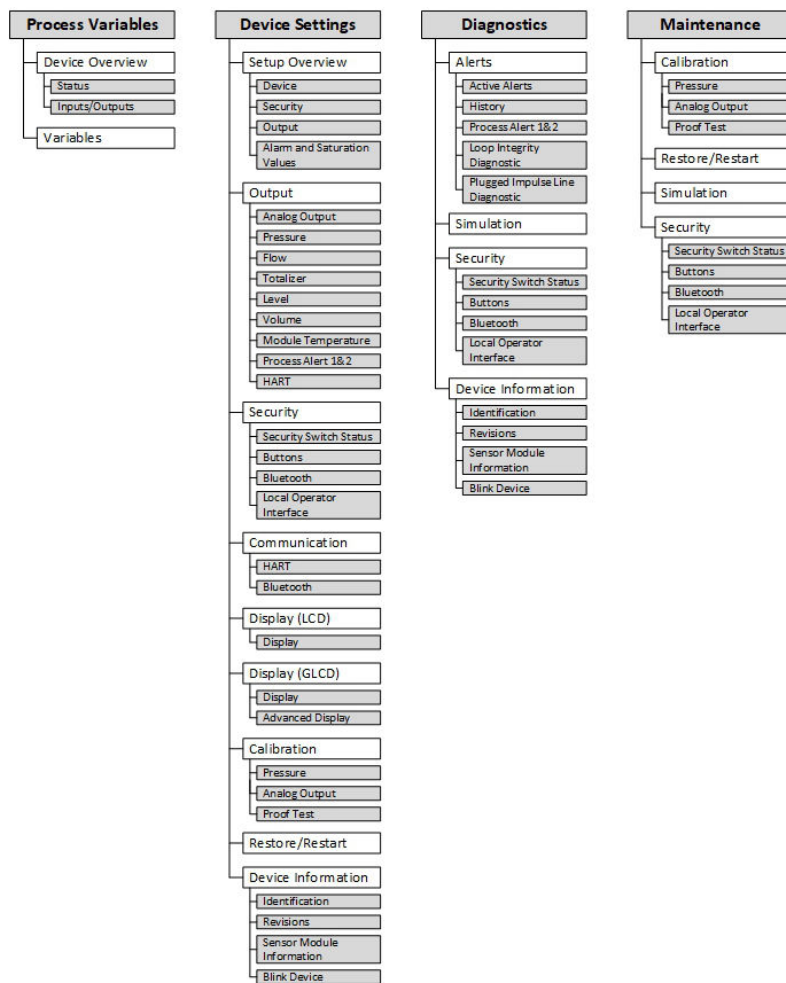 Process Variables
Device Overview
Status
Inputs/Outputs
Variables
Device Settings
Setup Overview
Device
Security
Output
Alarm and Saturation
Values
Output
Analog Output
Pressure
Flow
Totalizer
Level
Volume
Module Temperature
Process Alert 1&2
HART
Security
Security Switch Status
Buttons
Bluetooth
Local Operator
Interface
Communication
HART
Bluetooth
Display (LCD)
Display
Display (GLCD)
Display
Advanced Display
Calibration
Pressure
Analog Output
Proof Test
Restore/Restart
Device Information
Identification
Revisions
Sensor Module
Information
Blink Device
Diagnostics
Alerts
Active Alerts
History
Process Alert 1&2
Loop Integrity
Diagnostic
Plugged Impulse Line
Diagnostic
Simulation
Security
Security Switch Status
Buttons
Bluetooth
Local Operator
Interface
Device Information
Identification
Revisions
Sensor Module
Information
Blink Device
Maintenance
Calibration
Pressure
Analog Output
Proof Test
Restore/Restart
Simulation
Security
Security Switch Status
Buttons
Bluetooth
Local Operator
Interface